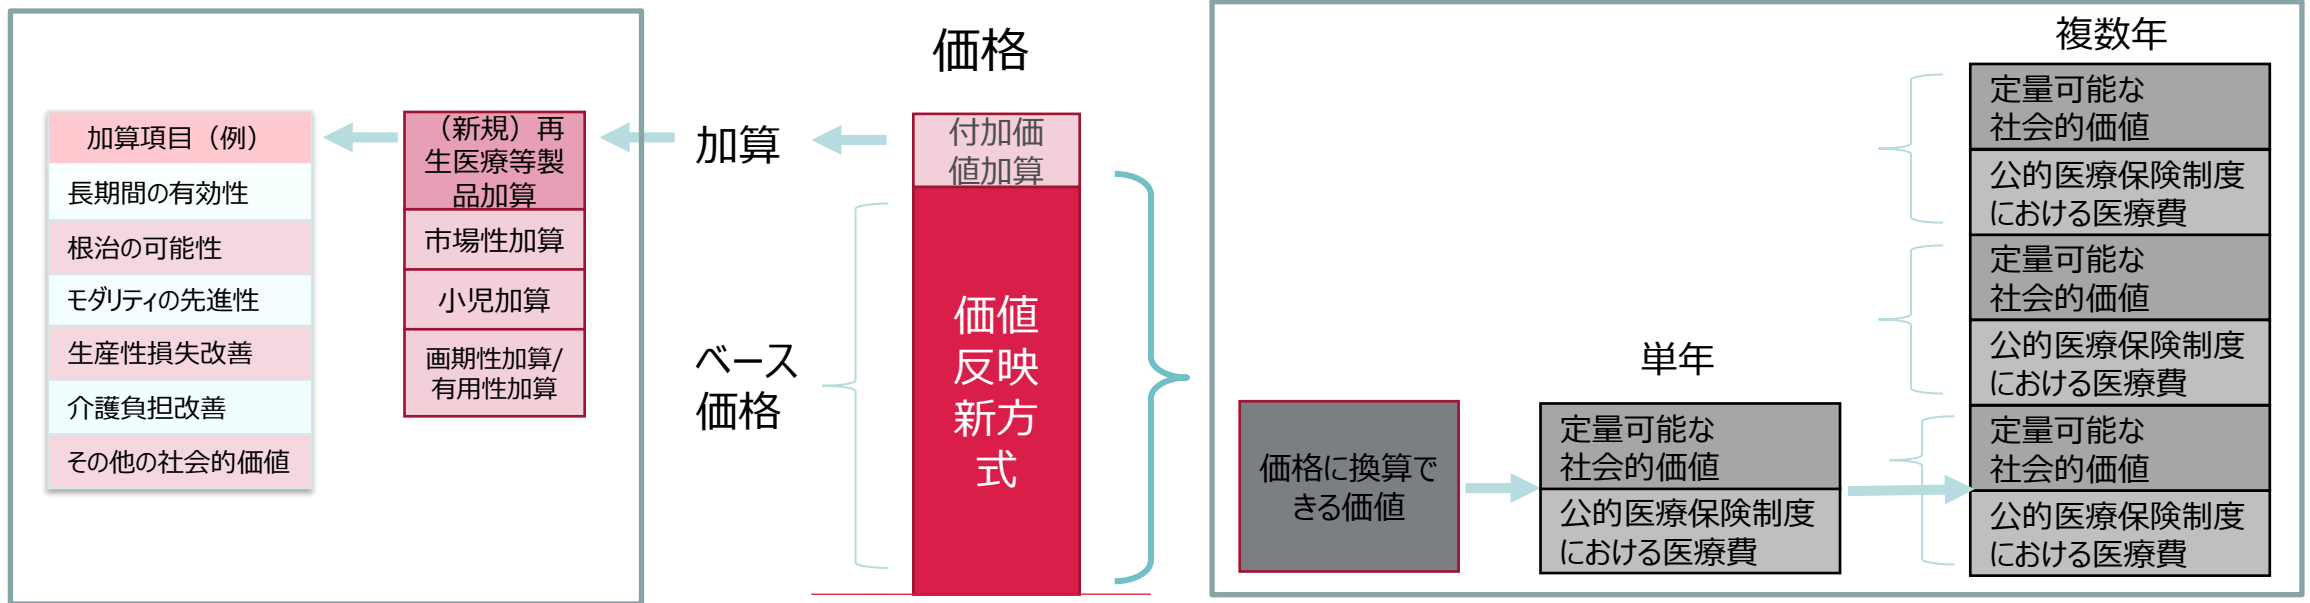 加算項目（例）
長期間の有効性
根治の可能性
モダリティの先進性
生産性損失改善
介護負担改善
その他の社会的価値
（新規）再
生医療等製
品加算
市場性加算
小児加算
画期性加算/
有用性加算
加算
ベース
価格
価格
付加価
値加算
価値
反映
新方
式
価格に換算で
きる価値
単年
定量可能な
社会的価値
公的医療保険制度
における医療費
複数年
定量可能な
社会的価値
公的医療保険制度
における医療費
定量可能な
社会的価値
公的医療保険制度
における医療費
定量可能な
社会的価値
公的医療保険制度
における医療費